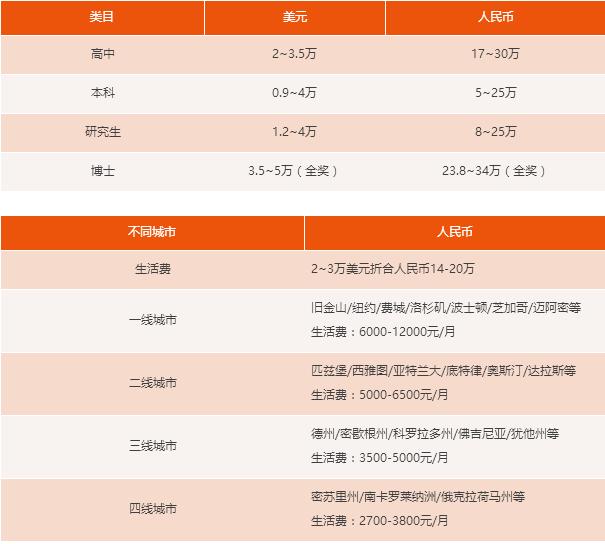 类目 美元 人民币
高中 2~3.5万 17~30万
本科 0.9~4万 5~25万
研究生 1.2~4万 8~25万
博士 3.5~5万（全奖） 23.8~34万（全奖）
不同城市 人民币
生活费 2~3万美元折合人民币14-20万
一线城市 旧金山/纽约/费城/洛杉矶/波士顿/芝加哥/迈阿密等
生活费：6000-12000元/月
二线城市 匹兹堡/西雅图/亚特兰大/底特律/奥斯汀/达拉斯等
生活费：5000-6500元/月
三线城市 德州/密歇根州/科罗拉多州/佛吉尼亚/犹他州等
生活费：3500-5000元/月
四线城市 密苏里州/南卡罗莱纳洲/俄克拉荷马州等
生活费：2700-3800元/月